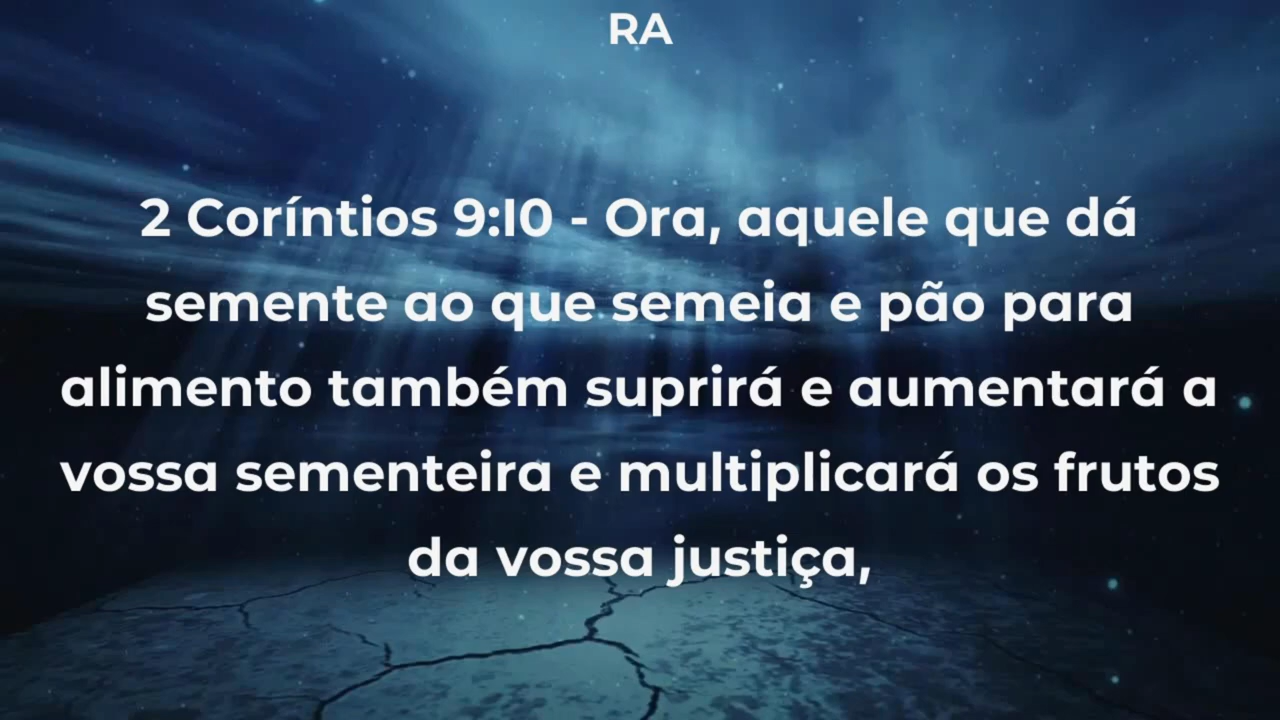 RA
2 Coríntios 9:10 - Ora, aquele que dá
semente ao que semeia e pão para
alimento também suprirá e aumentará a
vossa sementeira e multiplicará os frutos
da vossa justiça,